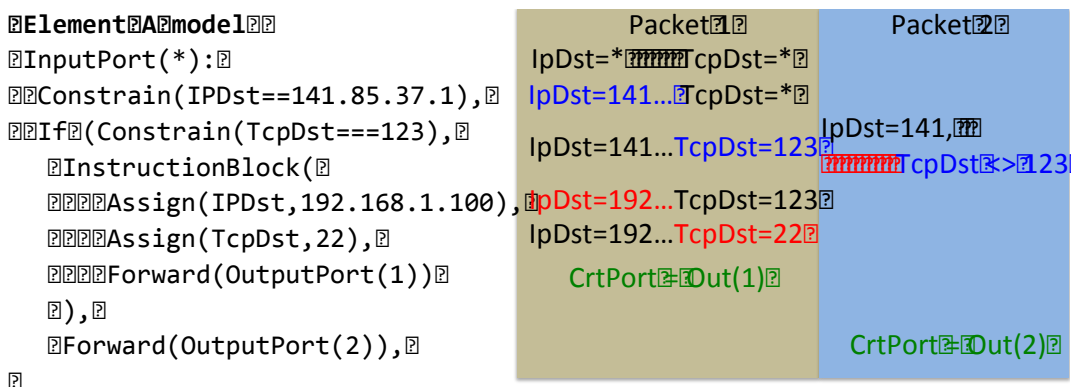 Element A model
InputPort(*):
Constrain(IPDst==141.85.37.1),
If (Constrain(TcpDst===123),
InstructionBlock(
Assign(IPDst,192.168.1.100),
Assign(TcpDst,22),
Forward(OutputPort(1))
),
Forward(OutputPort(2)),
Packet 1
IpDst=* TcpDst=*
IpDst=141… TcpDst=*
IpDst=141…TcpDst=123
IpDst=192…TcpDst=123
IpDst=192…TcpDst=22
CrtPort = Out(1)
Packet 2
IpDst=141,
TcpDst <> 123
CrtPort = Out(2)